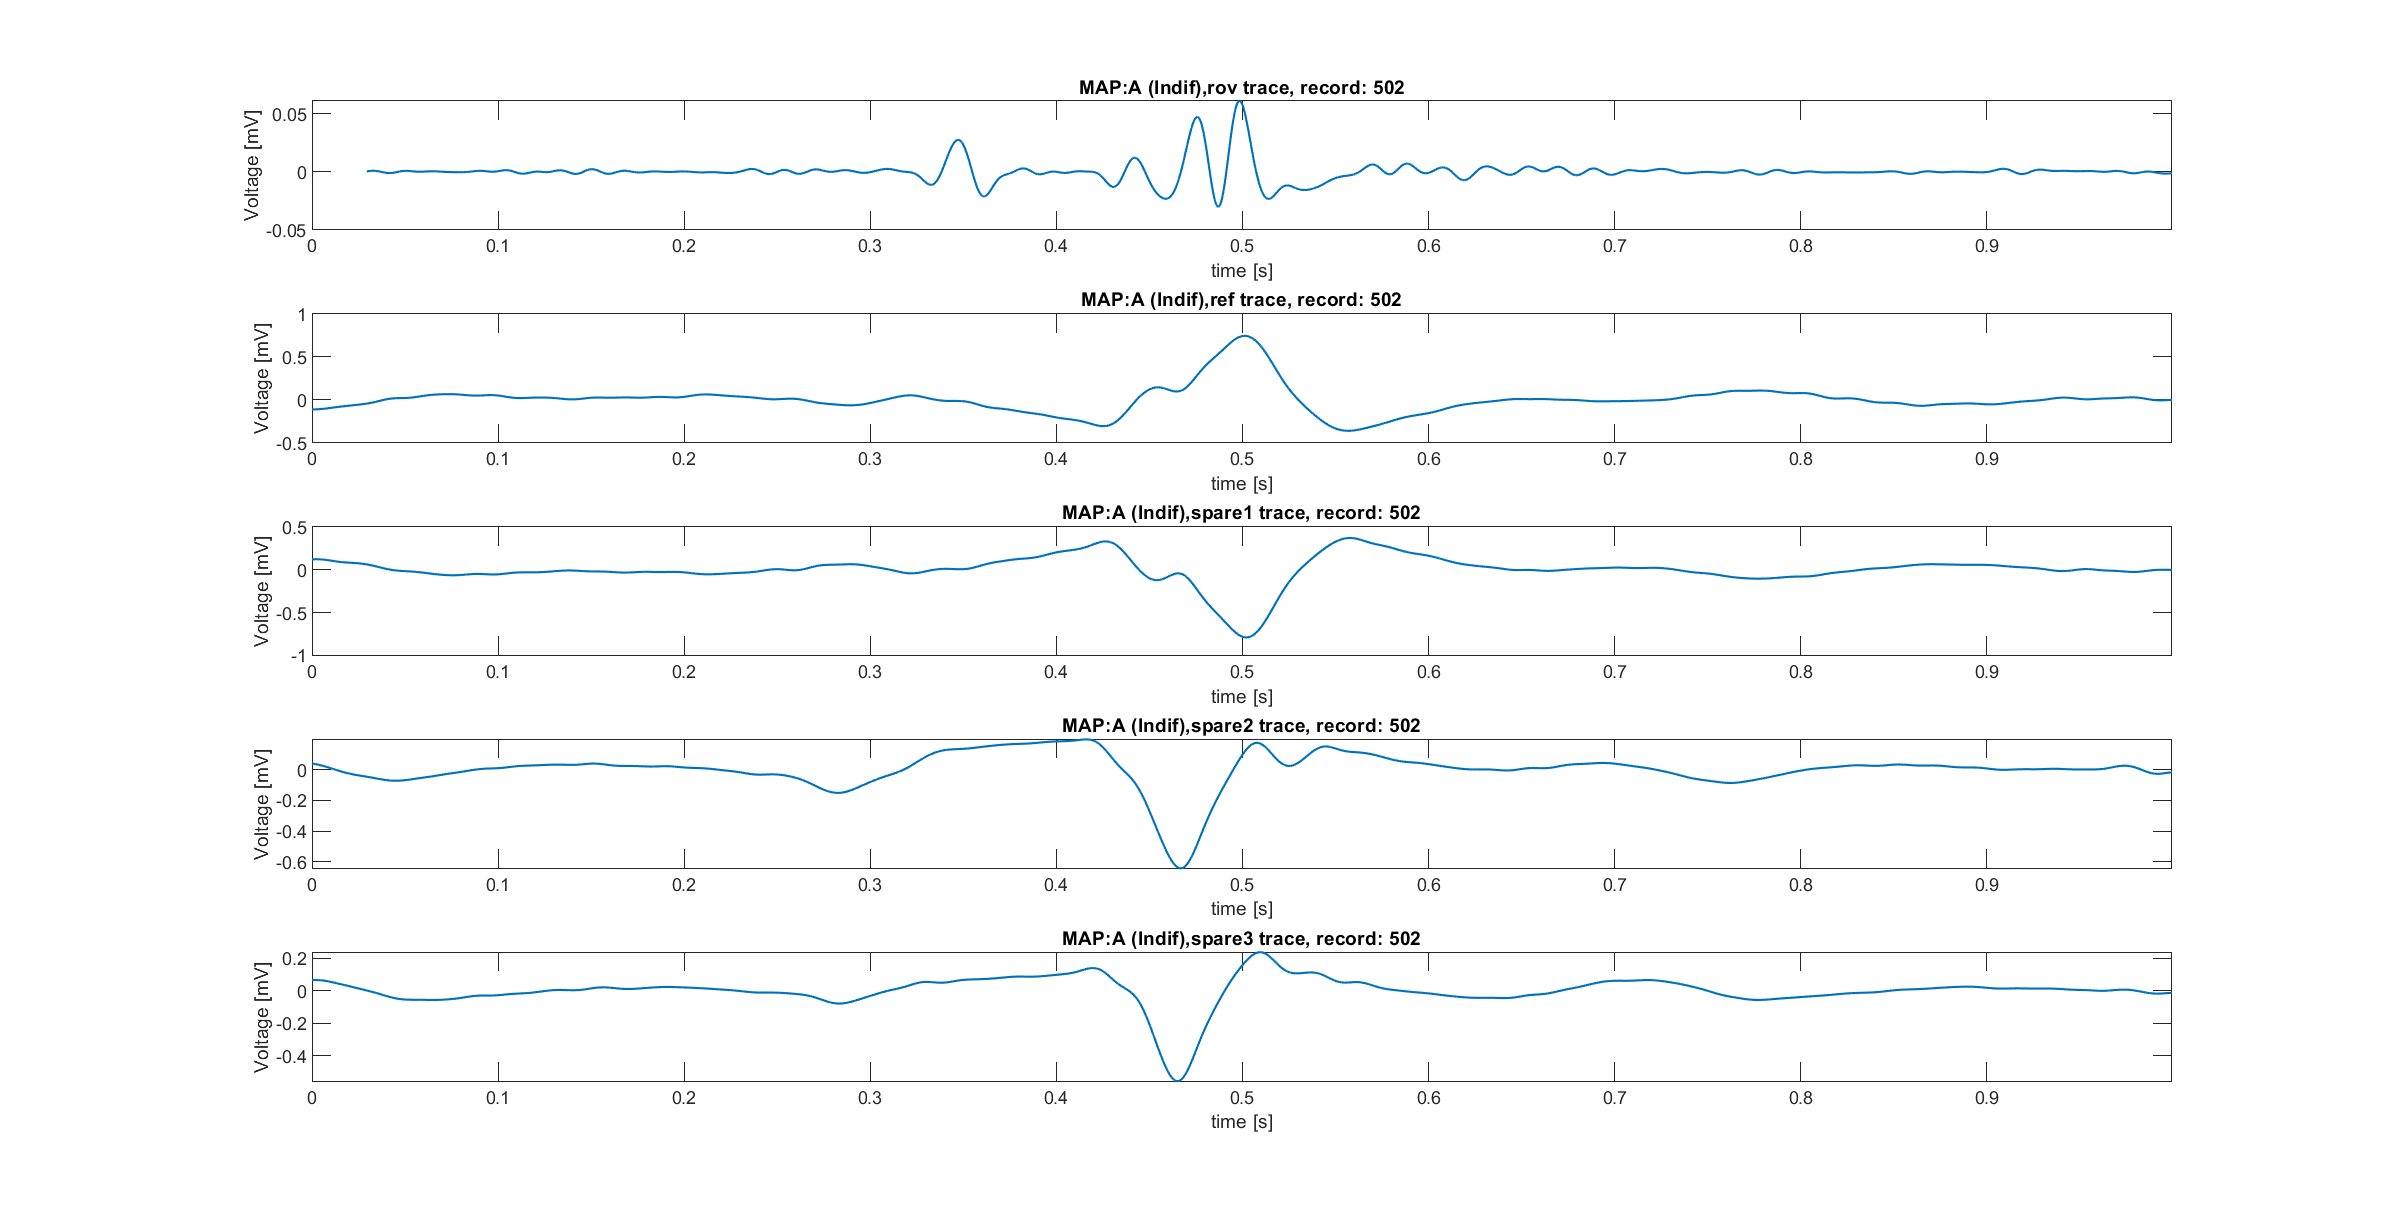 MAP:A (Indif),rov trace, record: 502
Voltage [mV]
0.05
0
-0.05
0 0.1 0.2 0.3 0.4 0.5 0.6 0.7 0.8 0.9
time [s]
MAP:A (Indif),ref trace, record: 502
Voltage [mV]
1
0.5
0
-0.5
0 0.1 0.2 0.3 0.4 0.5 0.6 0.7 0.8 0.9
time [s]
MAP:A (Indif),spare1 trace, record: 502
Voltage [mV]
0.5
0
-0.5
-1
0 0.1 0.2 0.3 0.4 0.5 0.6 0.7 0.8 0.9
time [s]
MAP:A (Indif),spare2 trace, record: 502
Voltage [mV]
0
-0.2
-0.4
-0.6
0 0.1 0.2 0.3 0.4 0.5 0.6 0.7 0.8 0.9
time [s]
MAP:A (Indif),spare3 trace, record: 502
Voltage [mV]
0.2
0
-0.2
-0.4
0 0.1 0.2 0.3 0.4 0.5 0.6 0.7 0.8 0.9
time [s]